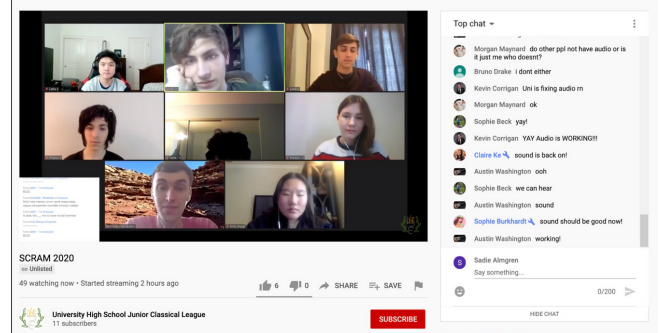 Top chat
Morgan Maynard do other ppl not have audio or is
it just me who doesnt?
Bruno Drake i dont either
Kevin Corrigan Uni is fixing audio rn
Morgan Maynard ok
Sophie Beck yay!
Kevin Corrigan YAY Audio is WORKING!!!
Claire Ke sound is back on!
Austin Washington ooh
Sophie Beck we can hear
Austin Washington sound
Sophie Burkhardt sound should be good now!
Austin Washington working!
S Sadie Almgren
Say something...
0/200
HIDE CHAT
SCRAM 2020
Unlisted
49 watching now • Started streaming 2 hours ago
6
0
SHARE
SAVE
University High School Junior Classical League
11 subscribers
SUBSCRIBE